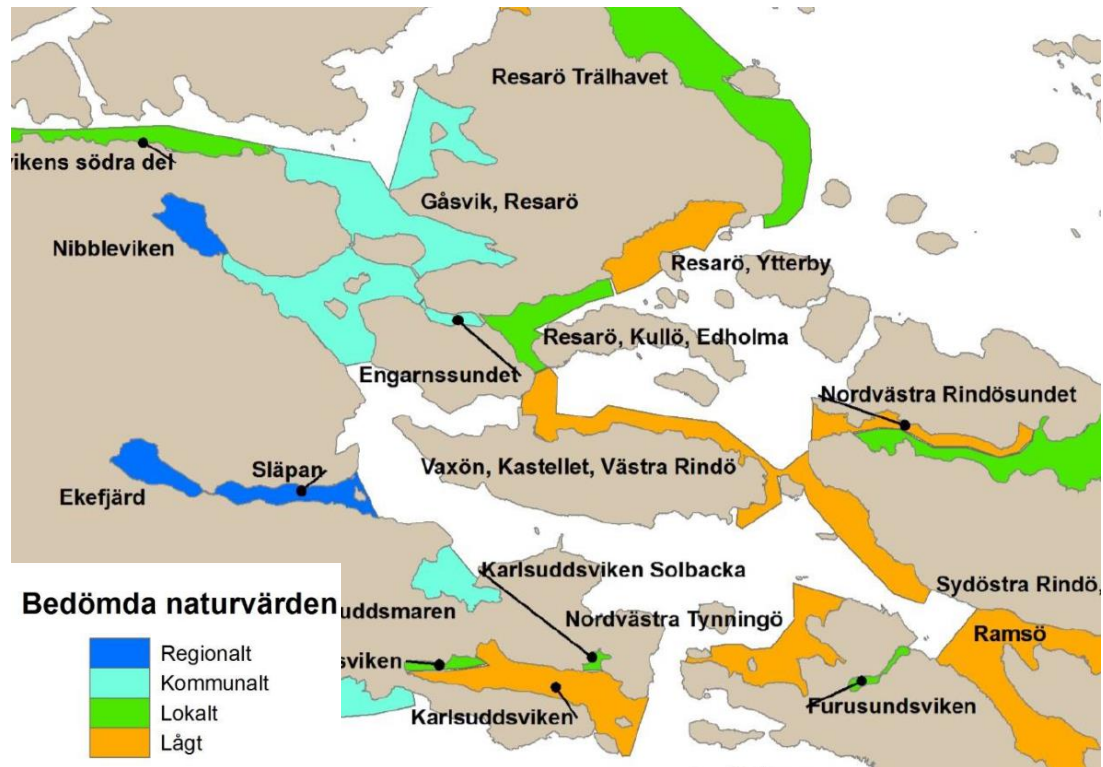 Resarö Trälhavet
vikens södra del
Gåsvik, Resarö
Nibbleviken
Resarö, Ytterby
Resarö, Kullö, Edholma
Engarnssundet
Nordvästra Rindösundet
Släpan
Vaxön, Kastellet, Västra Rindö
Ekefjärd
Karlsuddsviken Solbacka
Sydöstra Rindö,
uddsmaren
Nordvästra Tynningö
Ramsö
sviken
Karlsuddsviken
Furusundsviken
Bedömda naturvärden
Regionalt
Kommunalt
Lokalt
Lågt